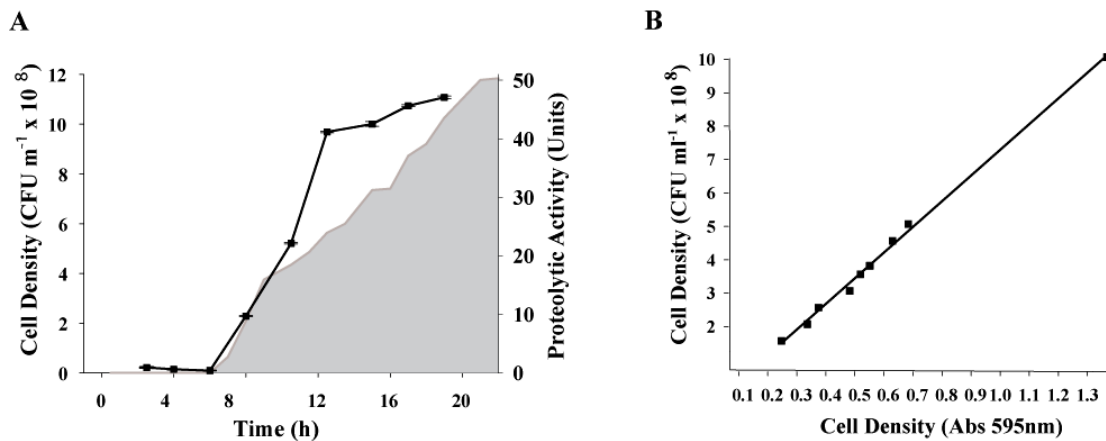 A
B
Cell Density (CFU m⁻¹ x 10 ⁸)
12
10
8
6
4
2
0
50
40
30
20
10
0
Proteolytic Activity (Units)
0 4 8 12 16 20
Time (h)
Cell Density (CFU ml⁻¹ x 10 ⁸)
10
9
8
7
6
5
4
3
2
0.1 0.2 0.3 0.4 0.5 0.6 0.7 0.8 0.9 1.0 1.1 1.2 1.3
Cell Density (Abs 595nm)